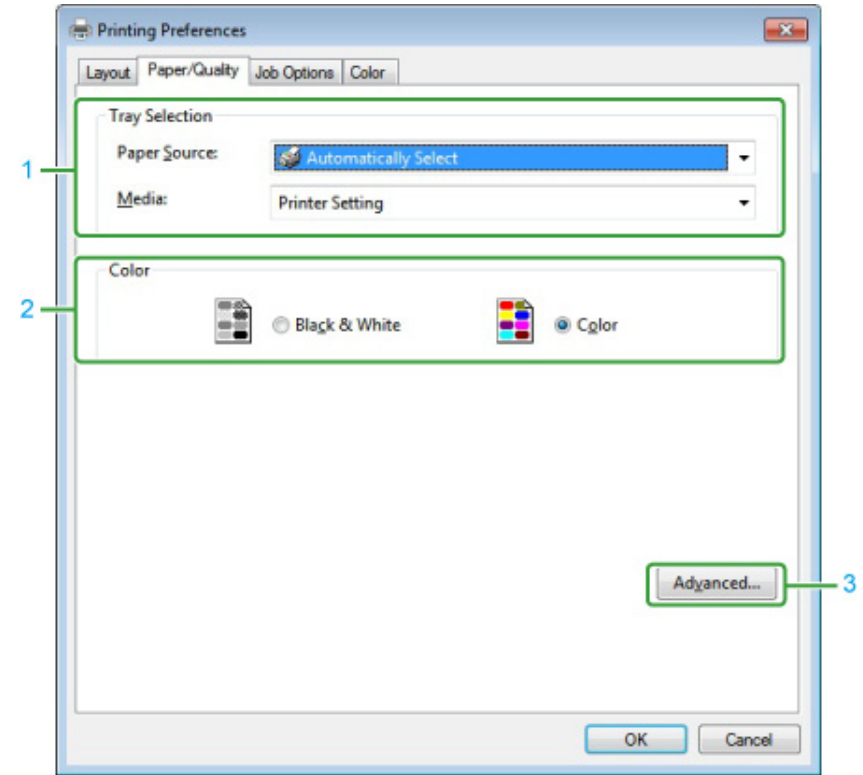 Printing Preferences
Layout Paper/Quality Job Options Color
Tray Selection
Paper Source: Automatically Select
1
Media: Printer Setting
Color
2
Black & White Color
Advanced... 3
OK Cancel